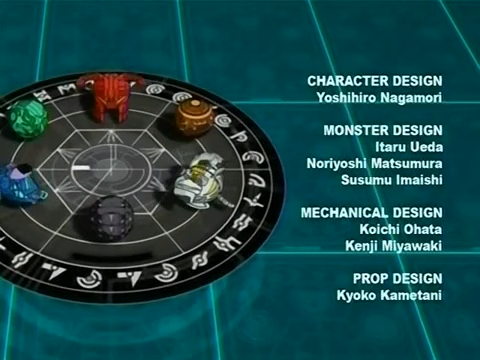 CHARACTER DESIGN
Yoshihiro Nagamori
MONSTER DESIGN
Itaru Ueda
Noriyoshi Matsumura
Susumu Imaishi
MECHANICAL DESIGN
Koichi Ohata
Kenji Miyawaki
PROP DESIGN
Kyoko Kametani